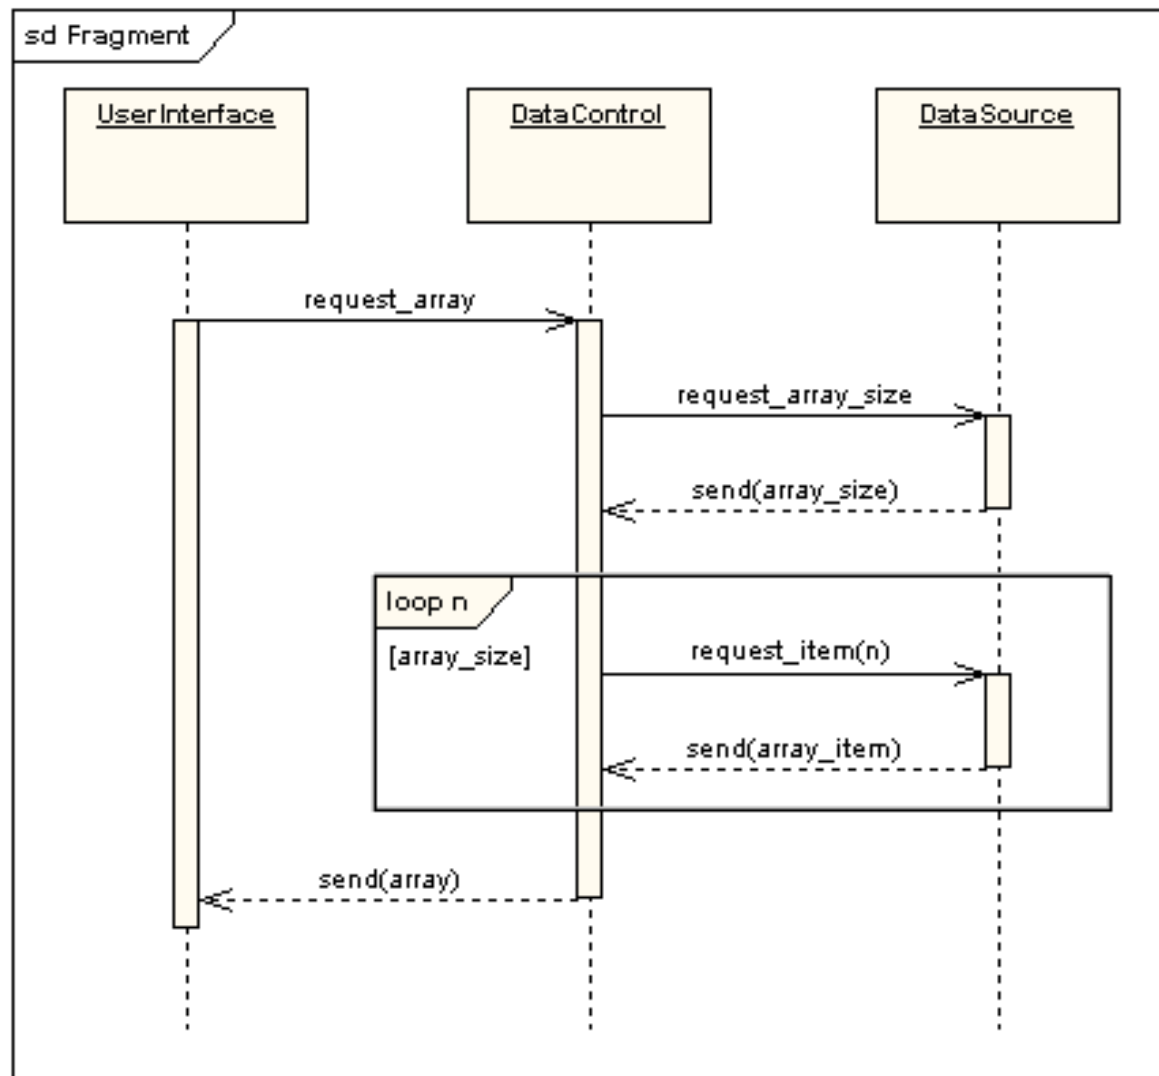 sd Fragment
UserInterface
DataControl
DataSource
request_array
request_array_size
send(array_size)
loop n
[array_size]
request_item(n)
send(array_item)
send(array)